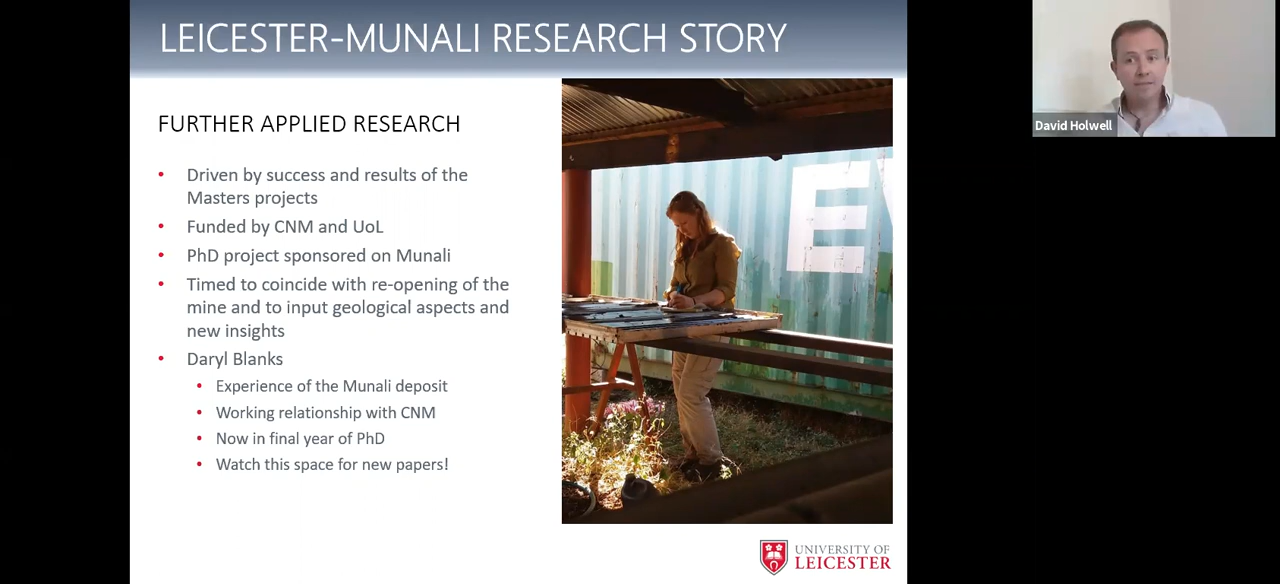 LEICESTER-MUNALI RESEARCH STORY
David Holwell
FURTHER APPLIED RESEARCH
• Driven by success and results of the
Masters projects
• Funded by CNM and UoL
• PhD project sponsored on Munali
• Timed to coincide with re-opening of the
mine and to input geological aspects and
new insights
• Daryl Blanks
• Experience of the Munali deposit
• Working relationship with CNM
• Now in final year of PhD
• Watch this space for new papers!
E
UNIVERSITY OF
LEICESTER